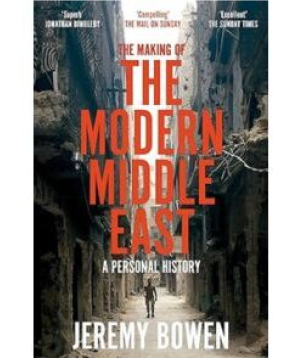 'Superb' 'Compelling' 'Excellent'
JONATHAN DIMBLEBY THE MAIL ON SUNDAY THE SUNDAY TIMES
THE MAKING OF
THE
MODERN
MIDDLE
EAST
A PERSONAL HISTORY
JEREMY BOWEN